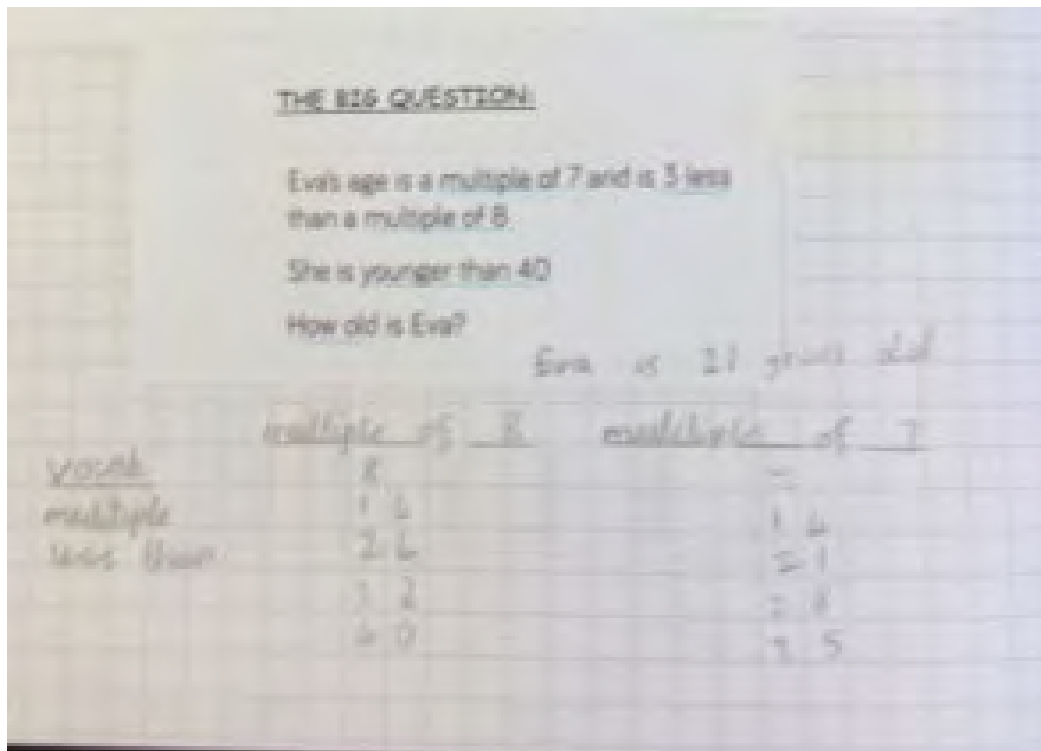 THE BIG QUESTION:
Eva's age is a multiple of 7 and is 3 less
than a multiple of 8.
She is younger than 40
How old is Eva?
Eva is 21 years old
multiple of 8 multiple of 7
vocab
multiple
less than
8
16
24
32
40
7
14
21
28
35